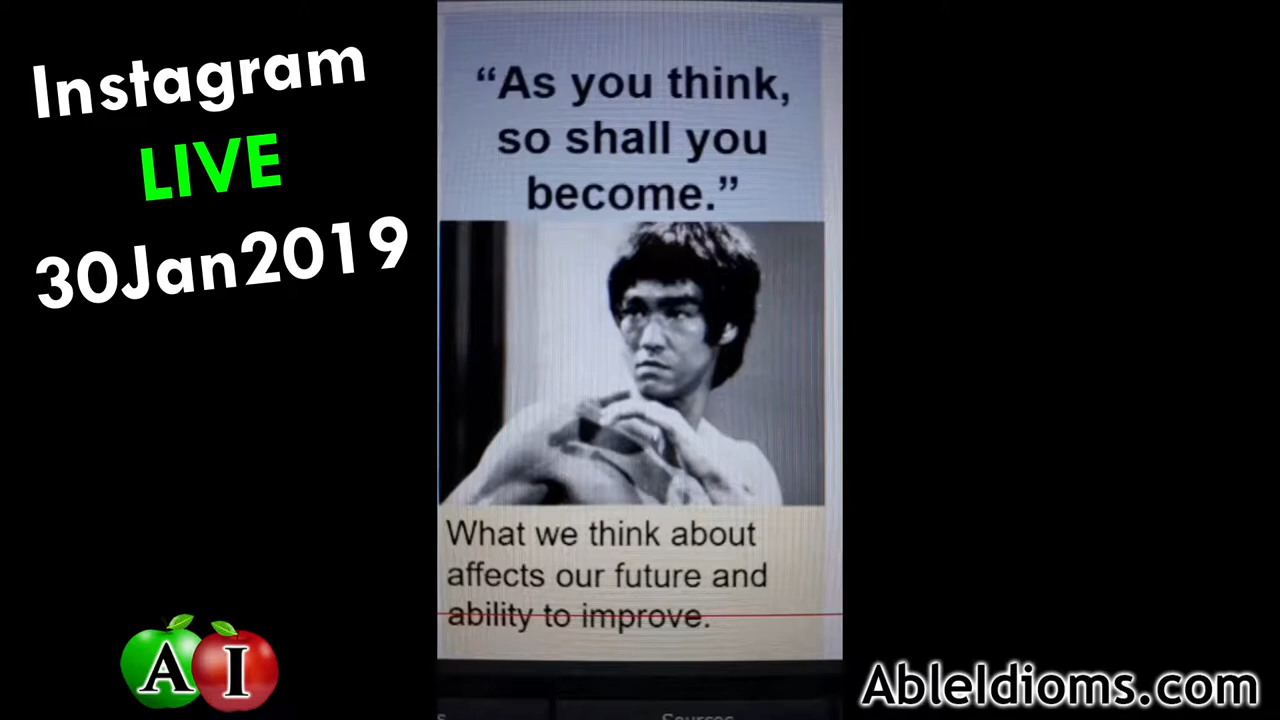 Instagram
LIVE
30Jan2019
“As you think,
so shall you
become.”
What we think about
affects our future and
ability to improve.
A I
AbleIdioms.com
s
Sources